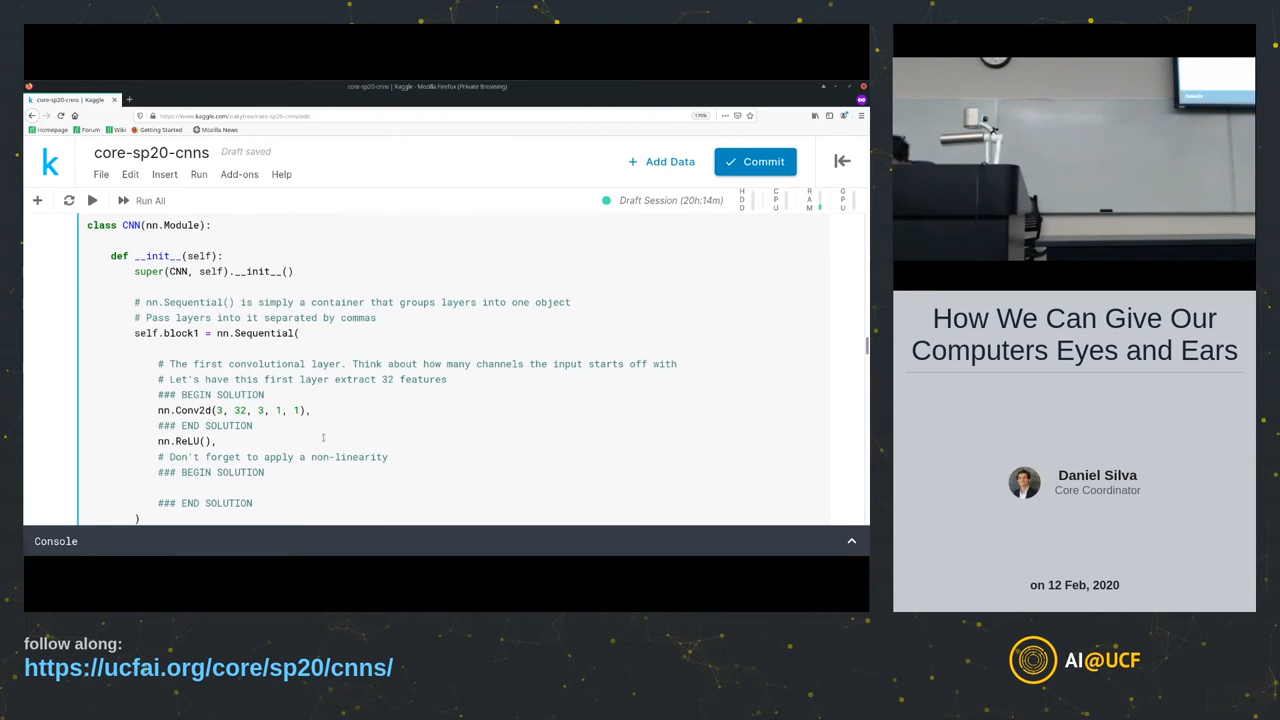 core-sp20-cnns | Kaggle - Mozilla Firefox (Private Browsing)
core-sp20-cnns | Kaggle
170%
Homepage Forum Wiki Getting Started Mozilla News
k
core-sp20-cnns Draft saved
+ Add Data
Commit
File Edit Insert Run Add-ons Help
Run All
Draft Session (20h:14m)
HDD
CPU
RAM
GPU
class CNN(nn.Module):
def __init__(self):
super(CNN, self).__init__()
# nn.Sequential() is simply a container that groups layers into one object
# Pass layers into it separated by commas
self.block1 = nn.Sequential(
# The first convolutional layer. Think about how many channels the input starts off with
# Let's have this first layer extract 32 features
### BEGIN SOLUTION
nn.Conv2d(3, 32, 3, 1, 1),
### END SOLUTION
nn.ReLU(),
# Don't forget to apply a non-linearity
### BEGIN SOLUTION
### END SOLUTION
)
Console
How We Can Give Our
Computers Eyes and Ears
Daniel Silva
Core Coordinator
on 12 Feb, 2020
follow along:
https://ucfai.org/core/sp20/cnns/
AI@UCF